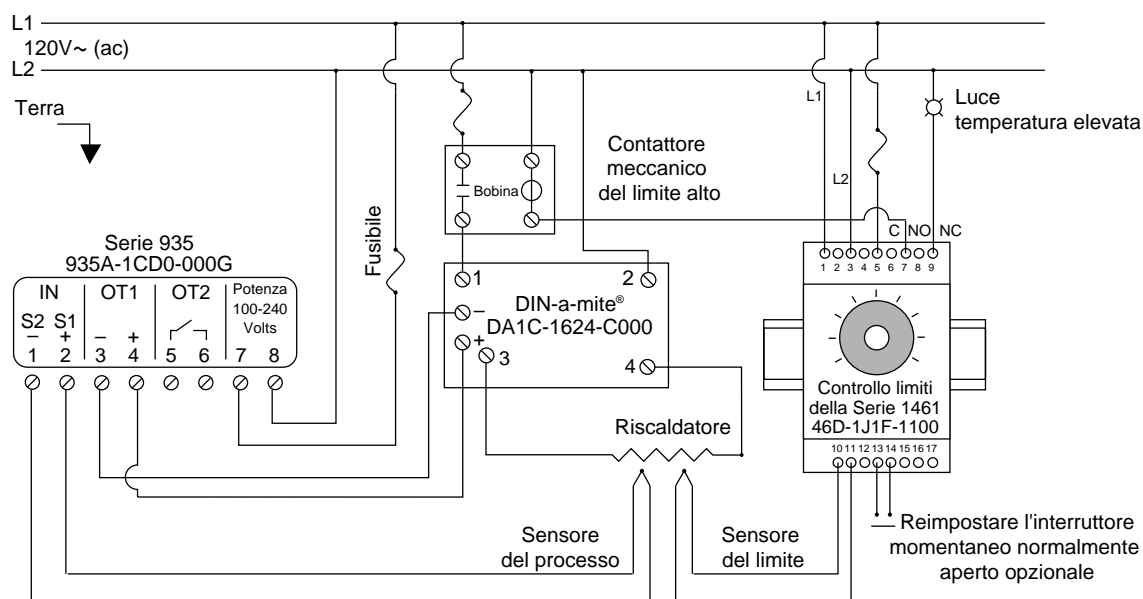 L1
120V~ (ac)
L2
Terra
Luce
temperatura elevata
L1
L2
Contattore
meccanico
del limite alto
Bobina
Fusibile
C NO NC
1 2 3 4 5 6 7 8 9
Serie 935
935A-1CD0-000G
IN OT1 OT2 Potenza
100-240
Volts
S2 S1
– + – +
1 2 3 4 5 6 7 8
1 2
–
+
3
4
DIN-a-mite®
DA1C-1624-C000
Controllo limiti
della Serie 1461
46D-1J1F-1100
10 11 12 13 14 15 16 17
Riscaldatore
Sensore
del processo
Sensore
del limite
Reimpostare l'interruttore
momentaneo normalmente
aperto opzionale